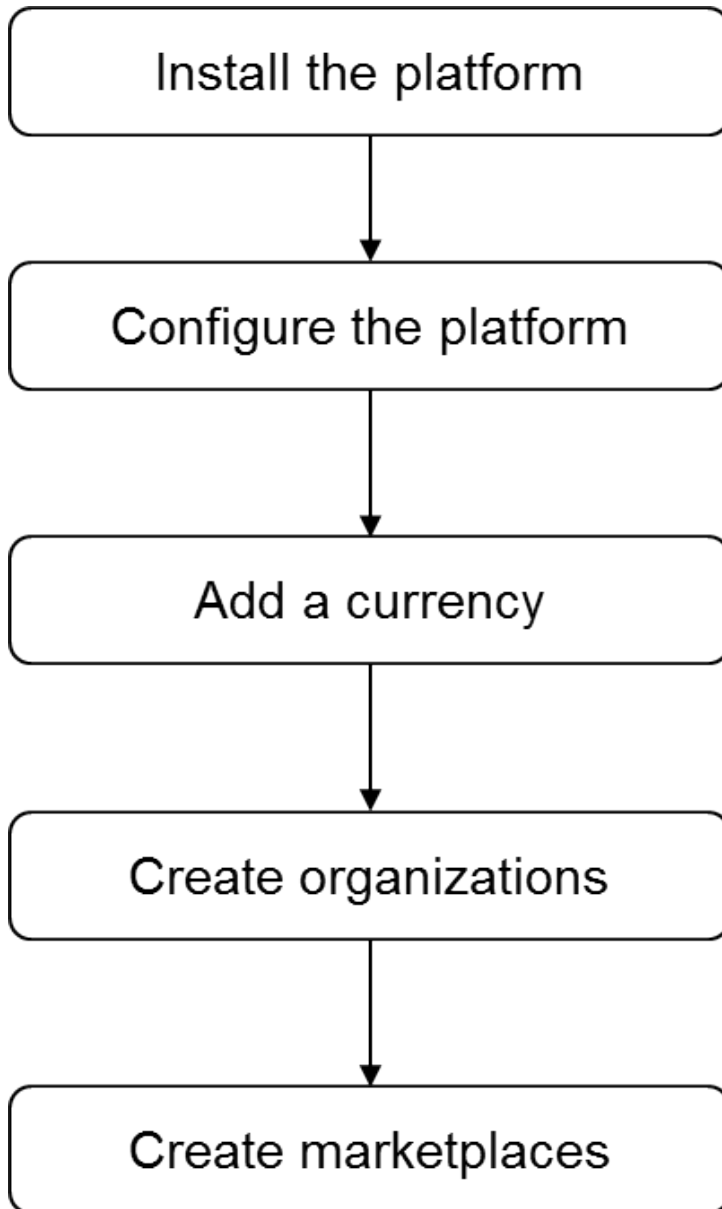 Install the platform
Configure the platform
Add a currency
Create organizations
Create marketplaces